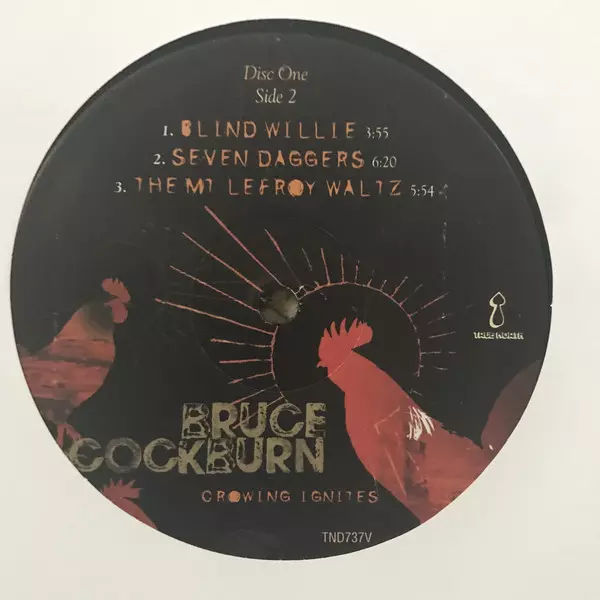 Disc One
Side 2
1. BLIND WILLIE 3:55
2. SEVEN DAGGERS 6:20
3. THE MT LEFROY WALTZ 5:54
TRUE NORTH
BRUCE
COCKBURN
CROWING IGNITES
TND737V